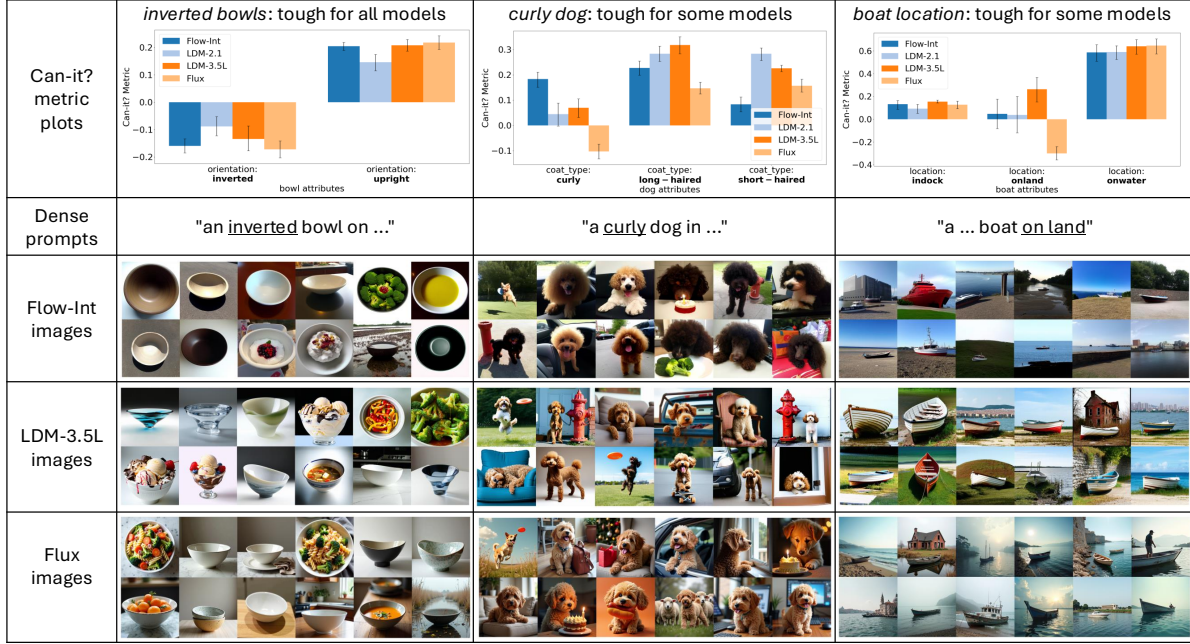 Can-it?
metric
plots
inverted bowls: tough for all models
Can-it? Metric
0.2
0.1
0.0
−0.1
−0.2
Flow-Int
LDM-2.1
LDM-3.5L
Flux
orientation:
inverted
orientation:
upright
bowl attributes
curly dog: tough for some models
Can-it? Metric
0.3
0.2
0.1
0.0
−0.1
Flow-Int
LDM-2.1
LDM-3.5L
Flux
coat_type:
curly
coat_type:
long − haired
coat_type:
short − haired
dog attributes
boat location: tough for some models
Can-it? Metric
0.6
0.4
0.2
0.0
−0.2
−0.4
Flow-Int
LDM-2.1
LDM-3.5L
Flux
location:
indock
location:
onland
location:
onwater
boat attributes
Dense
prompts
"an inverted bowl on ..."
"a curly dog in ..."
"a ... boat on land"
Flow-Int
images
LDM-3.5L
images
Flux
images